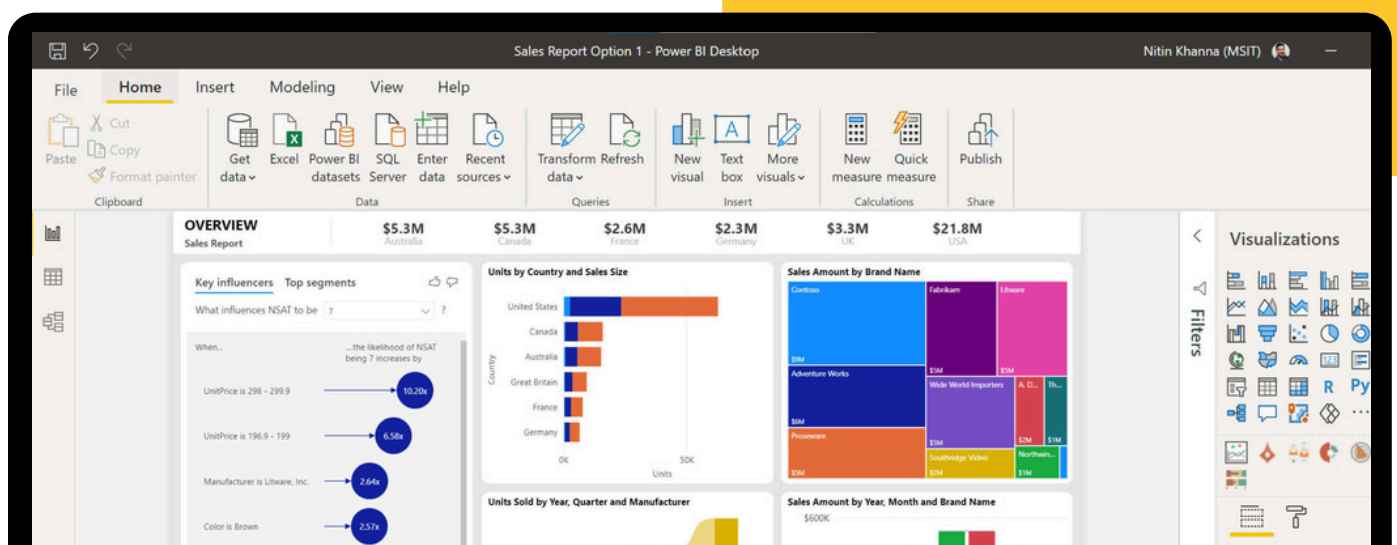 Sales Report Option 1 - Power BI Desktop
Nitin Khanna (MSIT)
File Home Insert Modeling View Help
Paste
Cut
Copy
Format painter
Clipboard
Get data
Excel
Power BI datasets
SQL Server
Enter data
Recent sources
Data
Transform data
Refresh
Queries
New visual
Text box
More visuals
Insert
New measure
Quick measure
Calculations
Publish
Share
OVERVIEW
Sales Report
$5.3M
Australia
$5.3M
Canada
$2.6M
France
$2.3M
Germany
$3.3M
UK
$21.8M
USA
Key influencers Top segments
What influences NSAT to be 7 ?
When...
...the likelihood of NSAT
being 7 increases by
UnitPrice is 298 - 299.9
10.20x
UnitPrice is 196.9 - 199
6.58x
Manufacturer is Litware, Inc.
2.64x
Color is Brown
2.57x
Units by Country and Sales Size
Country
United States
Canada
Australia
Great Britain
France
Germany
0K 50K
Units
Sales Amount by Brand Name
Contoso
$9M
Fabrikam
$5M
Litware
$5M
Adventure Works
$6M
Wide World Importers
$5M
A. D...
$2M
Th...
$1M
Proseware
$5M
Southridge Video
$2M
Northwin...
$1M
Units Sold by Year, Quarter and Manufacturer
Sales Amount by Year, Month and Brand Name
$600K
Filters
Visualizations
123
R
Py